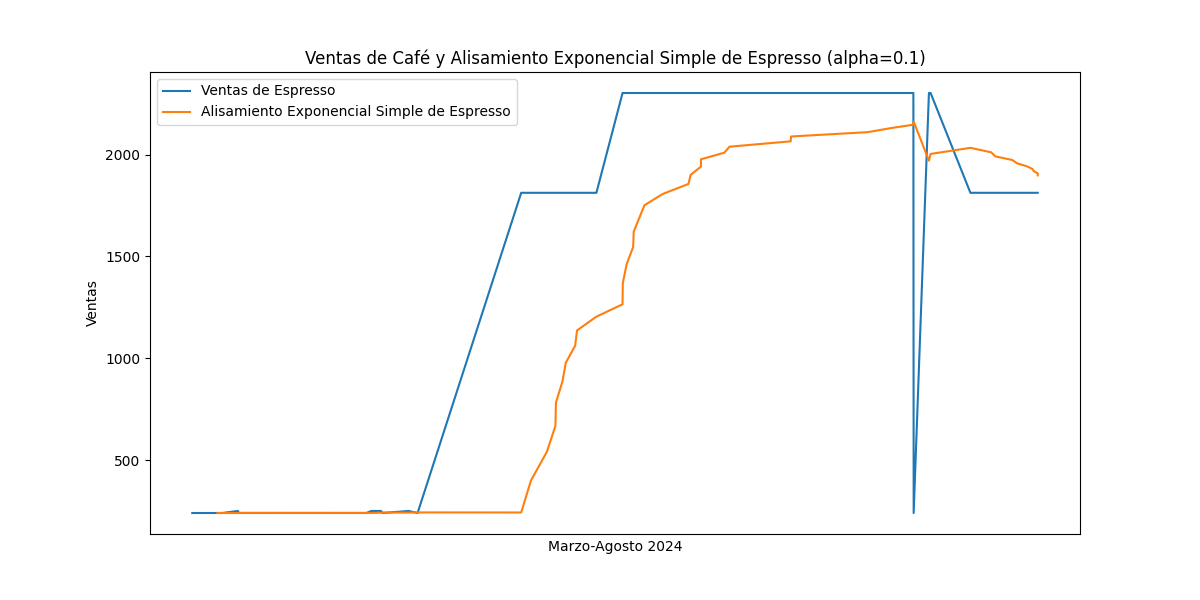 Ventas de Café y Alisamiento Exponencial Simple de Espresso (alpha=0.1)
Ventas de Espresso
Alisamiento Exponencial Simple de Espresso
2000
1500
1000
500
Ventas
Marzo-Agosto 2024